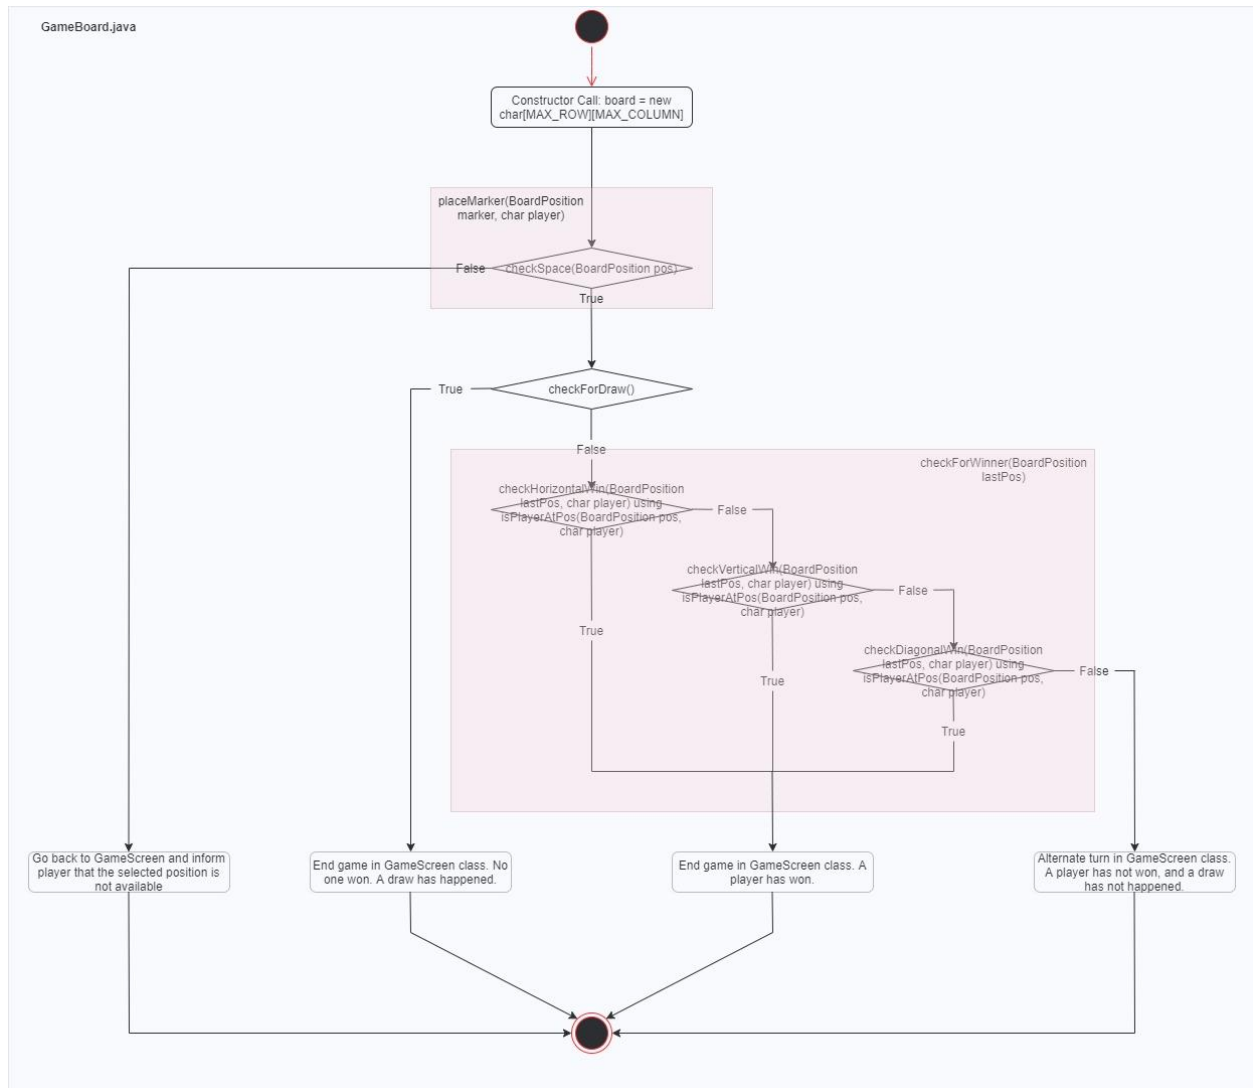 GameBoard.java
Constructor Call: board = new
char[MAX_ROW][MAX_COLUMN]
placeMarker(BoardPosition
marker, char player)
False
checkSpace(BoardPosition pos)
True
True
checkForDraw()
False
checkForWinner(BoardPosition
lastPos)
checkHorizontalWin(BoardPosition
lastPos, char player) using
isPlayerAtPos(BoardPosition pos,
char player)
False
checkVerticalWin(BoardPosition
lastPos, char player) using
isPlayerAtPos(BoardPosition pos,
char player)
False
True
checkDiagonalWin(BoardPosition
lastPos, char player) using
isPlayerAtPos(BoardPosition pos,
char player)
False
True
True
Go back to GameScreen and inform
player that the selected position is
not available
End game in GameScreen class. No
one won. A draw has happened.
End game in GameScreen class. A
player has won.
Alternate turn in GameScreen class.
A player has not won, and a draw
has not happened.